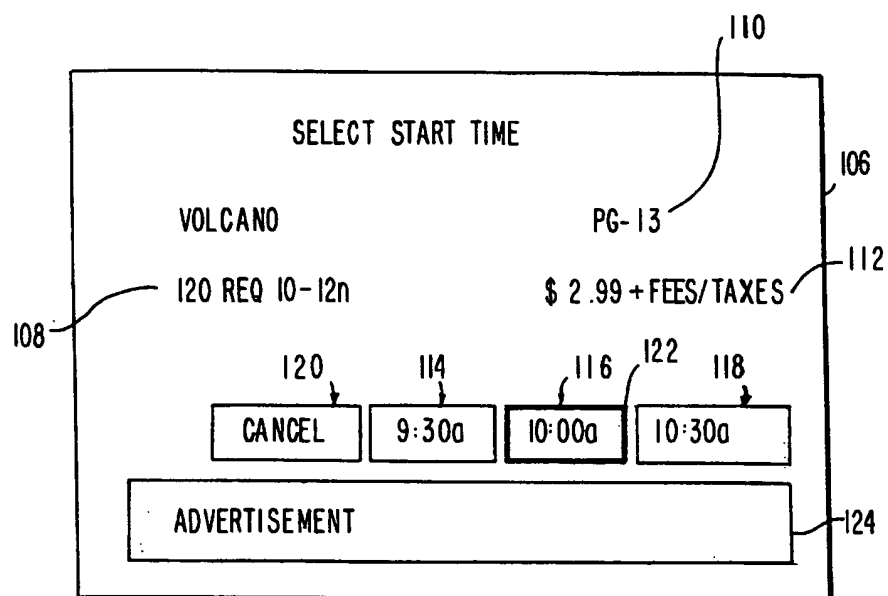 110
SELECT START TIME
106
VOLCANO PG-13
112
120 REQ 10-12n $ 2.99 + FEES/TAXES
108
120 114 116 122 118
CANCEL 9:30a 10:00a 10:30a
ADVERTISEMENT
124